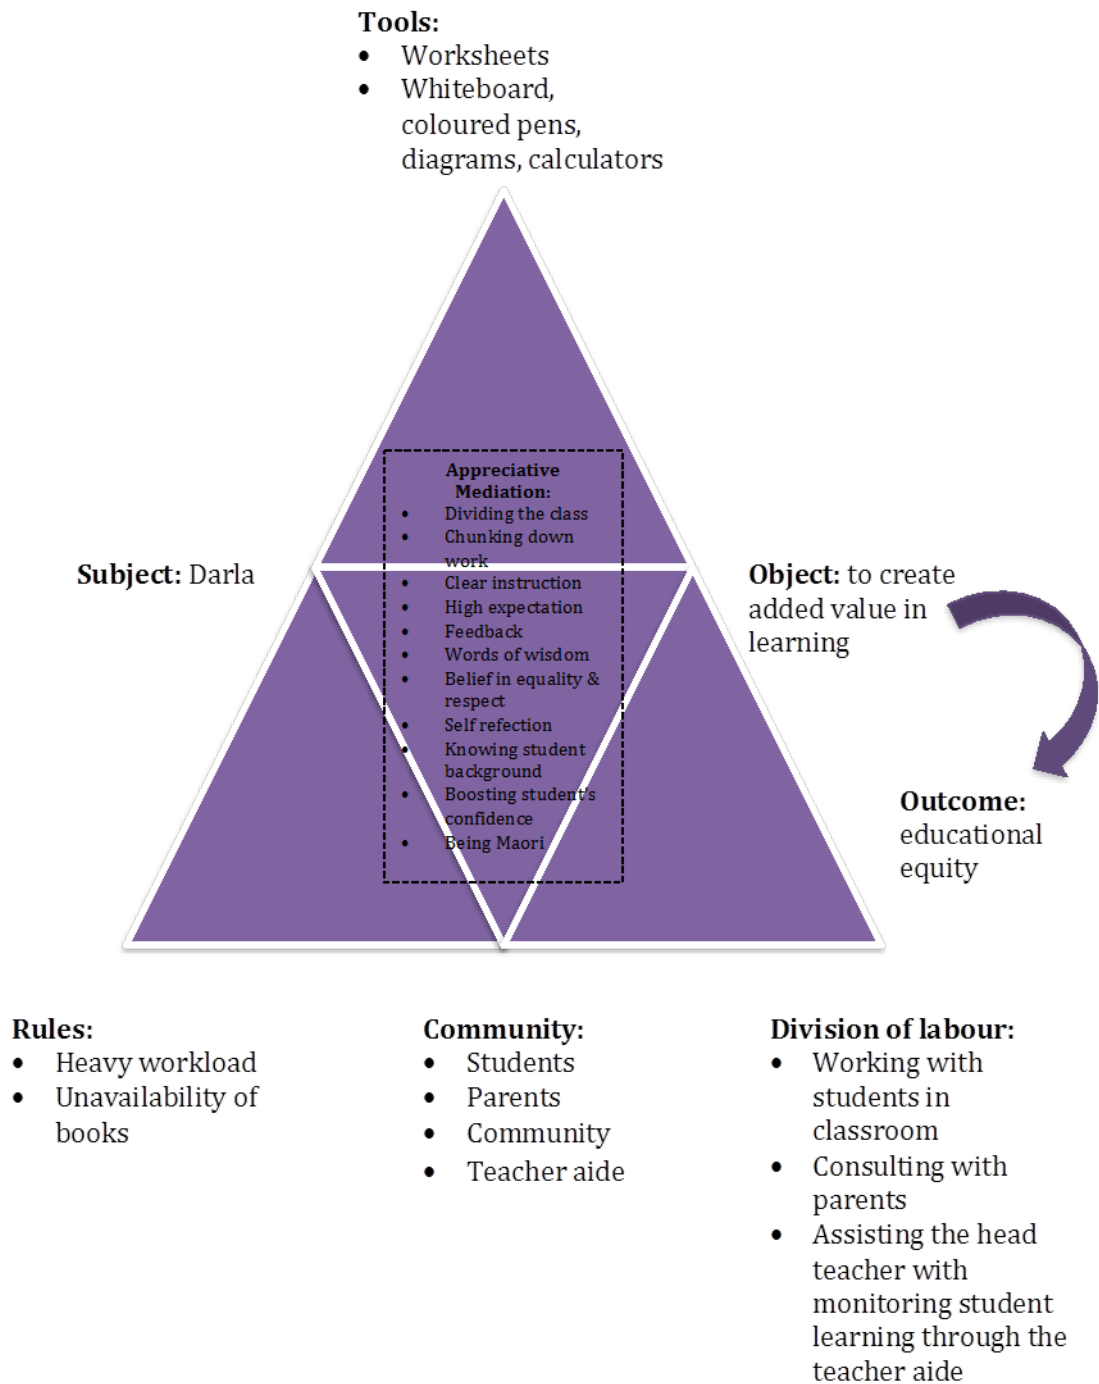 Tools:
• Worksheets
• Whiteboard,
coloured pens,
diagrams, calculators
Appreciative
Mediation:
• Dividing the class
• Chunking down
work
• Clear instruction
• High expectation
• Feedback
• Words of wisdom
• Belief in equality &
respect
• Self refection
• Knowing student
background
• Boosting student's
confidence
• Being Maori
Subject: Darla
Object: to create
added value in
learning
Outcome:
educational
equity
Rules:
• Heavy workload
• Unavailability of
books
Community:
• Students
• Parents
• Community
• Teacher aide
Division of labour:
• Working with
students in
classroom
• Consulting with
parents
• Assisting the head
teacher with
monitoring student
learning through the
teacher aide